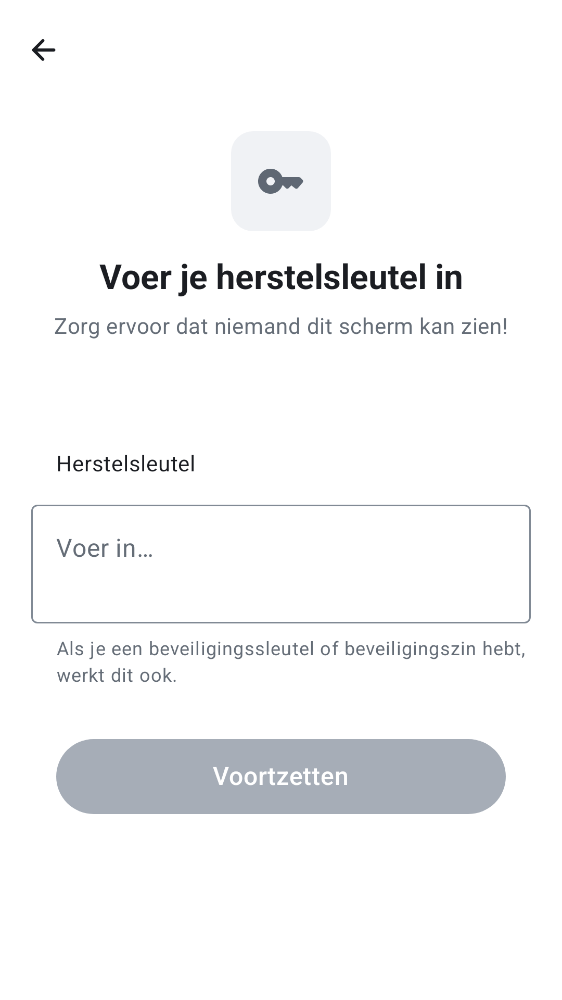 Voer je herstelsleutel in
Zorg ervoor dat niemand dit scherm kan zien!
Herstelsleutel
Voer in…
Als je een beveiligingssleutel of beveiligingszin hebt,
werkt dit ook.
Voortzetten